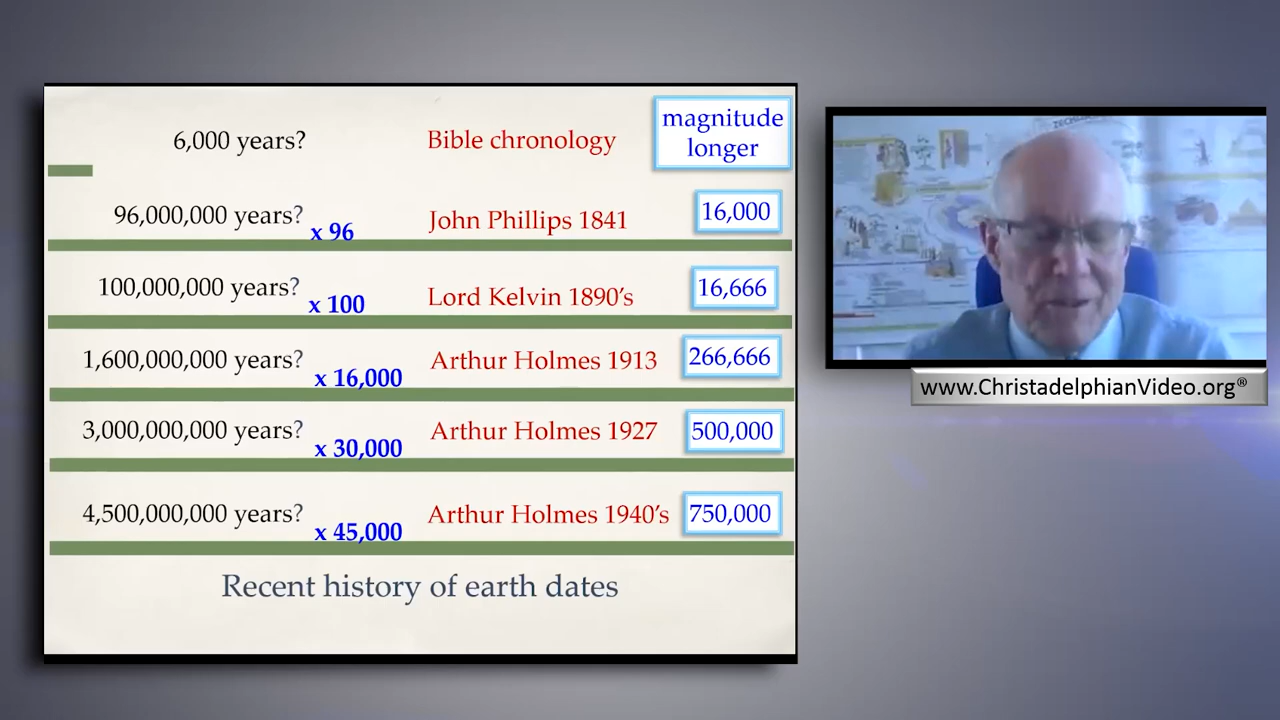 6,000 years?
Bible chronology
magnitude
longer
96,000,000 years?
x 96
John Phillips 1841
16,000
100,000,000 years?
x 100
Lord Kelvin 1890's
16,666
1,600,000,000 years?
x 16,000
Arthur Holmes 1913
266,666
3,000,000,000 years?
x 30,000
Arthur Holmes 1927
500,000
4,500,000,000 years?
x 45,000
Arthur Holmes 1940's
750,000
Recent history of earth dates
www.ChristadelphianVideo.org®